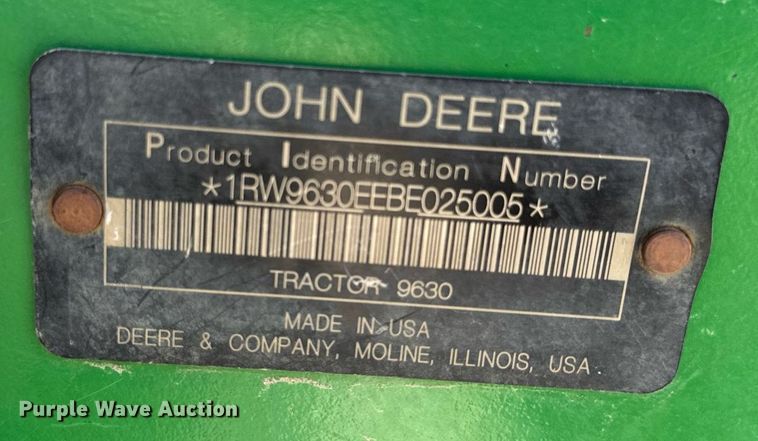 JOHN DEERE
Product Identification Number
*1RW9630EEBE025005*
TRACTOR 9630
MADE IN USA
DEERE & COMPANY, MOLINE, ILLINOIS, USA.
Purple Wave Auction